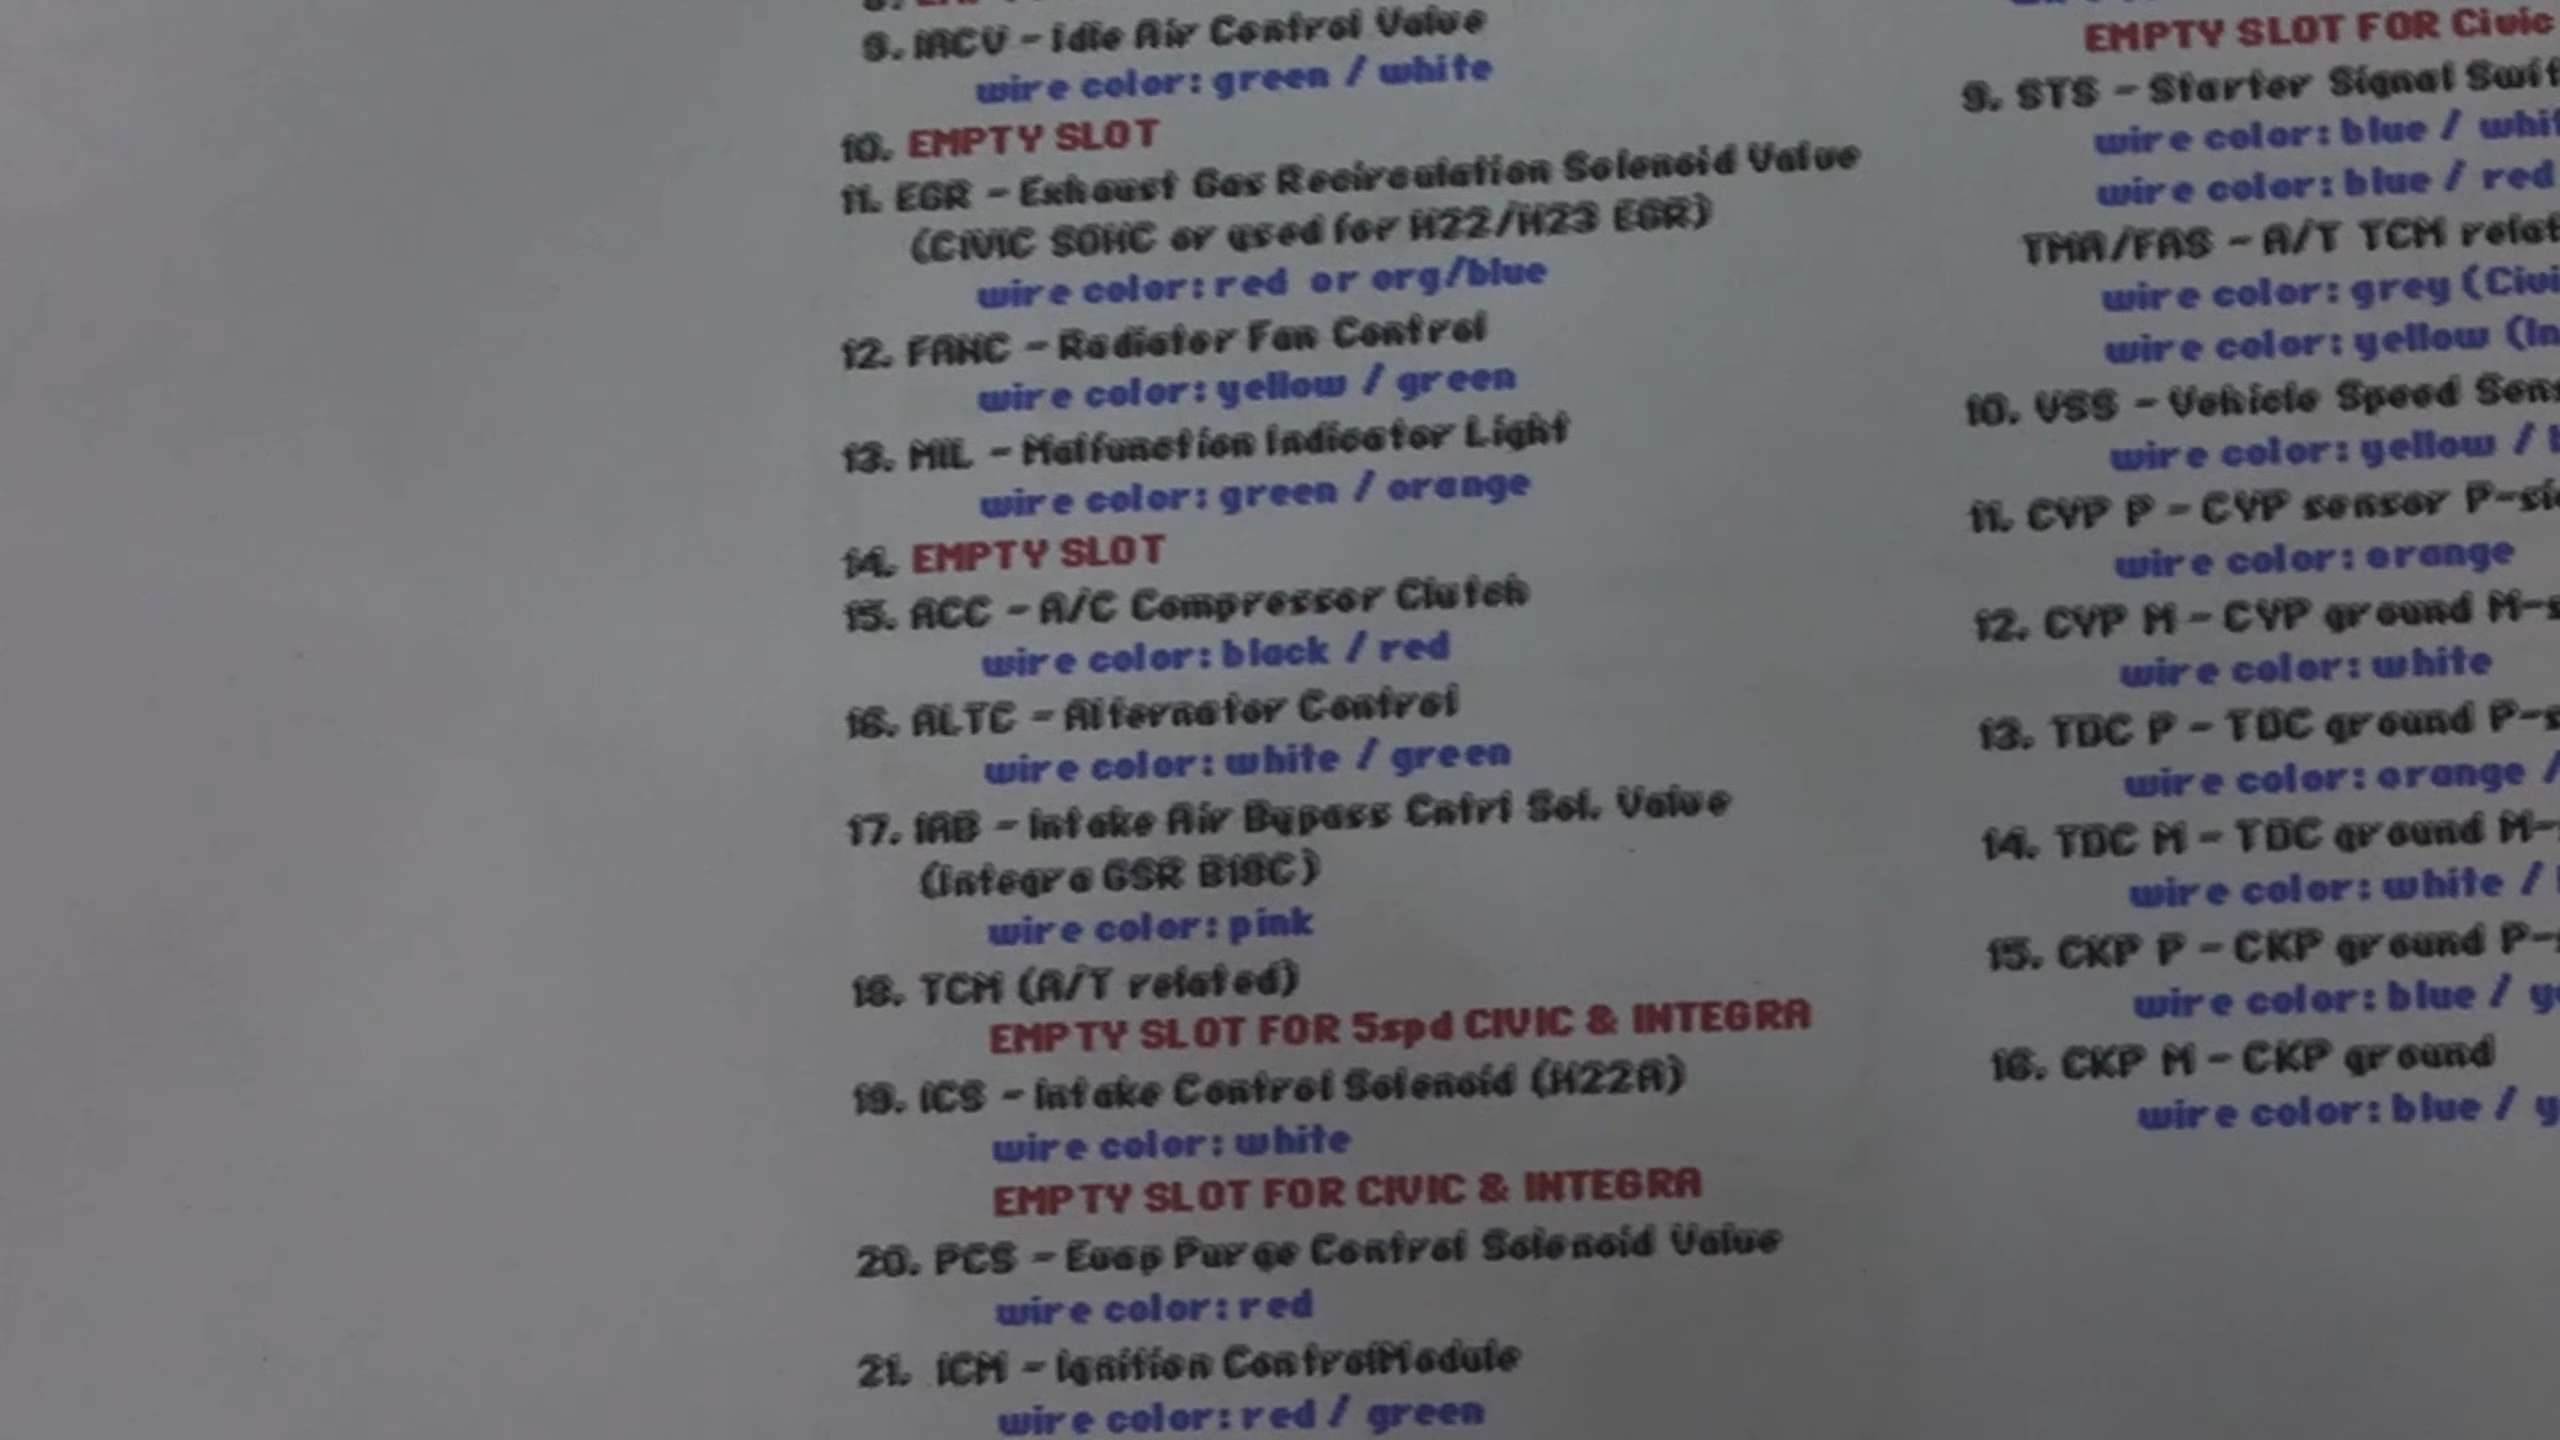 9. IACV - Idle Air Control Valve
wire color: green / white
10. EMPTY SLOT
11. EGR - Exhaust Gas Recirculation Solenoid Valve
(CIVIC SOHC or used for H22/H23 EGR)
wire color: red or org/blue
12. FANC - Radiator Fan Control
wire color: yellow / green
13. MIL - Malfunction Indicator Light
wire color: green / orange
14. EMPTY SLOT
15. ACC - A/C Compressor Clutch
wire color: black / red
16. ALTC - Alternator Control
wire color: white / green
17. IAB - Intake Air Bypass Cntrl Sol. Valve
(Integra GSR B18C)
wire color: pink
18. TCM (A/T related)
EMPTY SLOT FOR 5spd CIVIC & INTEGRA
19. ICS - Intake Control Solenoid (H22A)
wire color: white
EMPTY SLOT FOR CIVIC & INTEGRA
20. PCS - Evap Purge Control Solenoid Valve
wire color: red
21. ICM - Ignition ControlModule
wire color: red / green
EMPTY SLOT FOR Civic
9. STS - Starter Signal
wire color: blue /
wire color: blue / red
TMA/FAS - A/T TCM
wire color: grey
wire color: yellow
10. VSS - Vehicle Speed
wire color: yellow /
11. CYP P - CYP sensor
wire color: orange
12. CYP M - CYP ground
wire color: white
13. TDC P - TDC ground
wire color: orange /
14. TDC M - TDC ground
wire color: white /
15. CKP P - CKP ground
wire color: blue /
16. CKP M - CKP ground
wire color: blue /